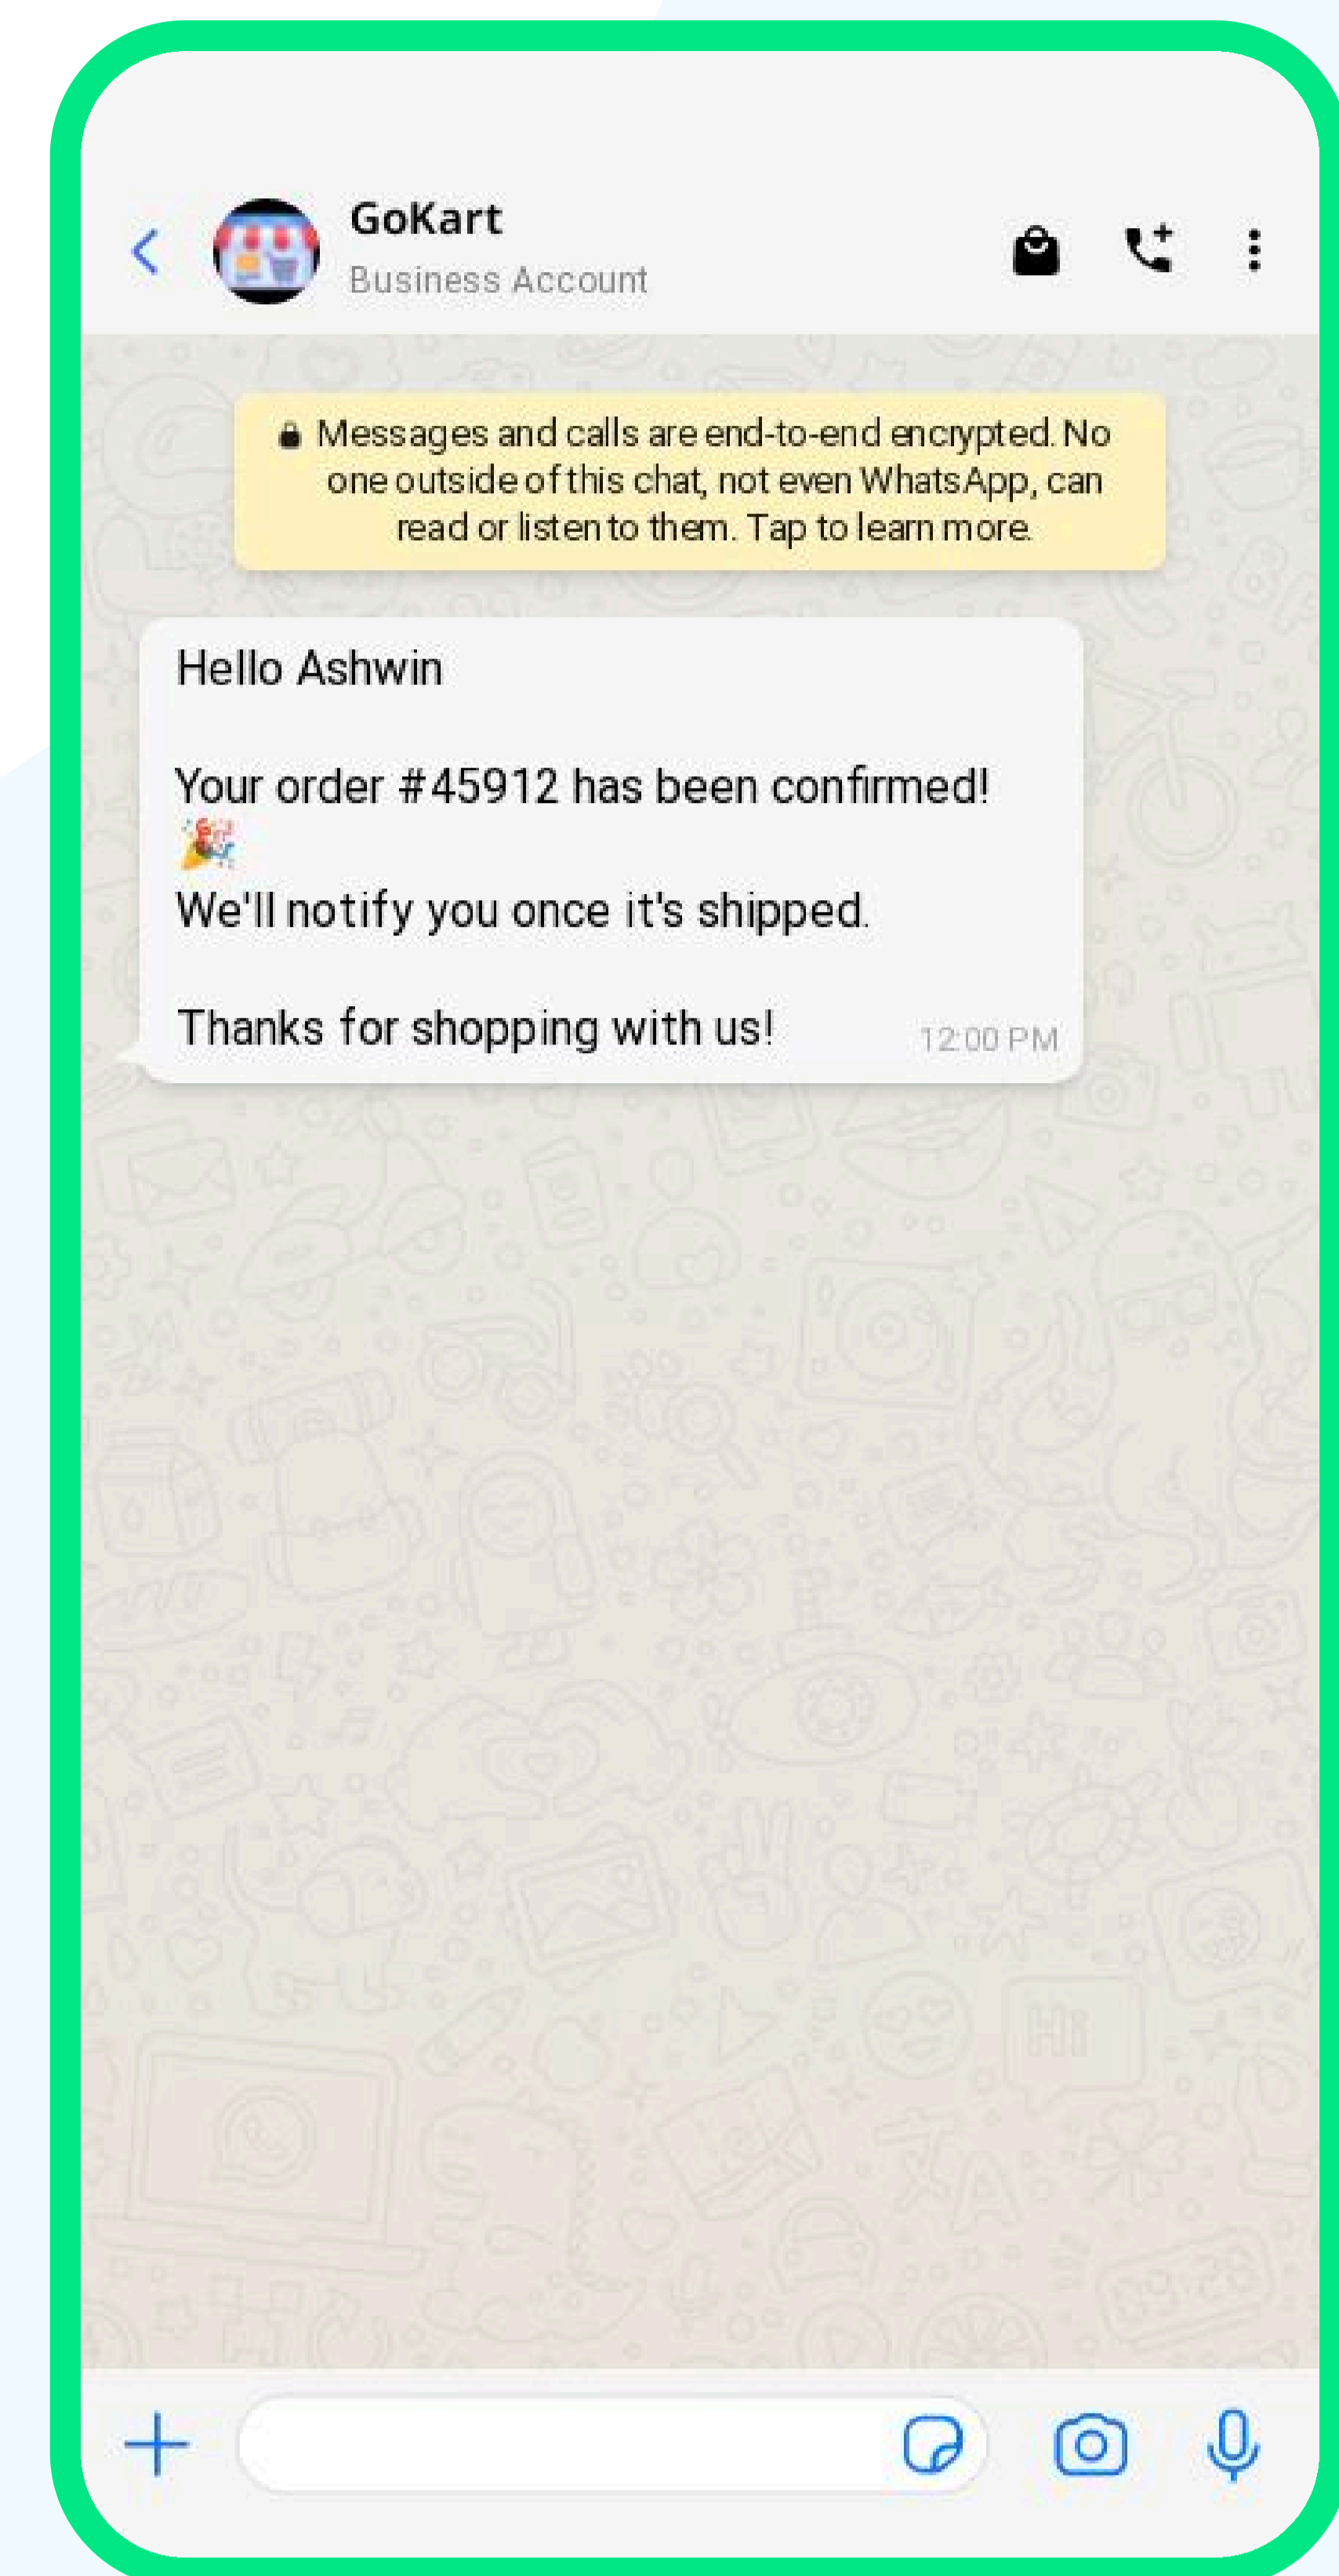 GoKart
Business Account
Messages and calls are end-to-end encrypted. No
one outside of this chat, not even WhatsApp, can
read or listen to them. Tap to learn more.
Hello Ashwin
Your order #45912 has been confirmed!
🎉
We'll notify you once it's shipped.
Thanks for shopping with us!
12:00 PM
Hi